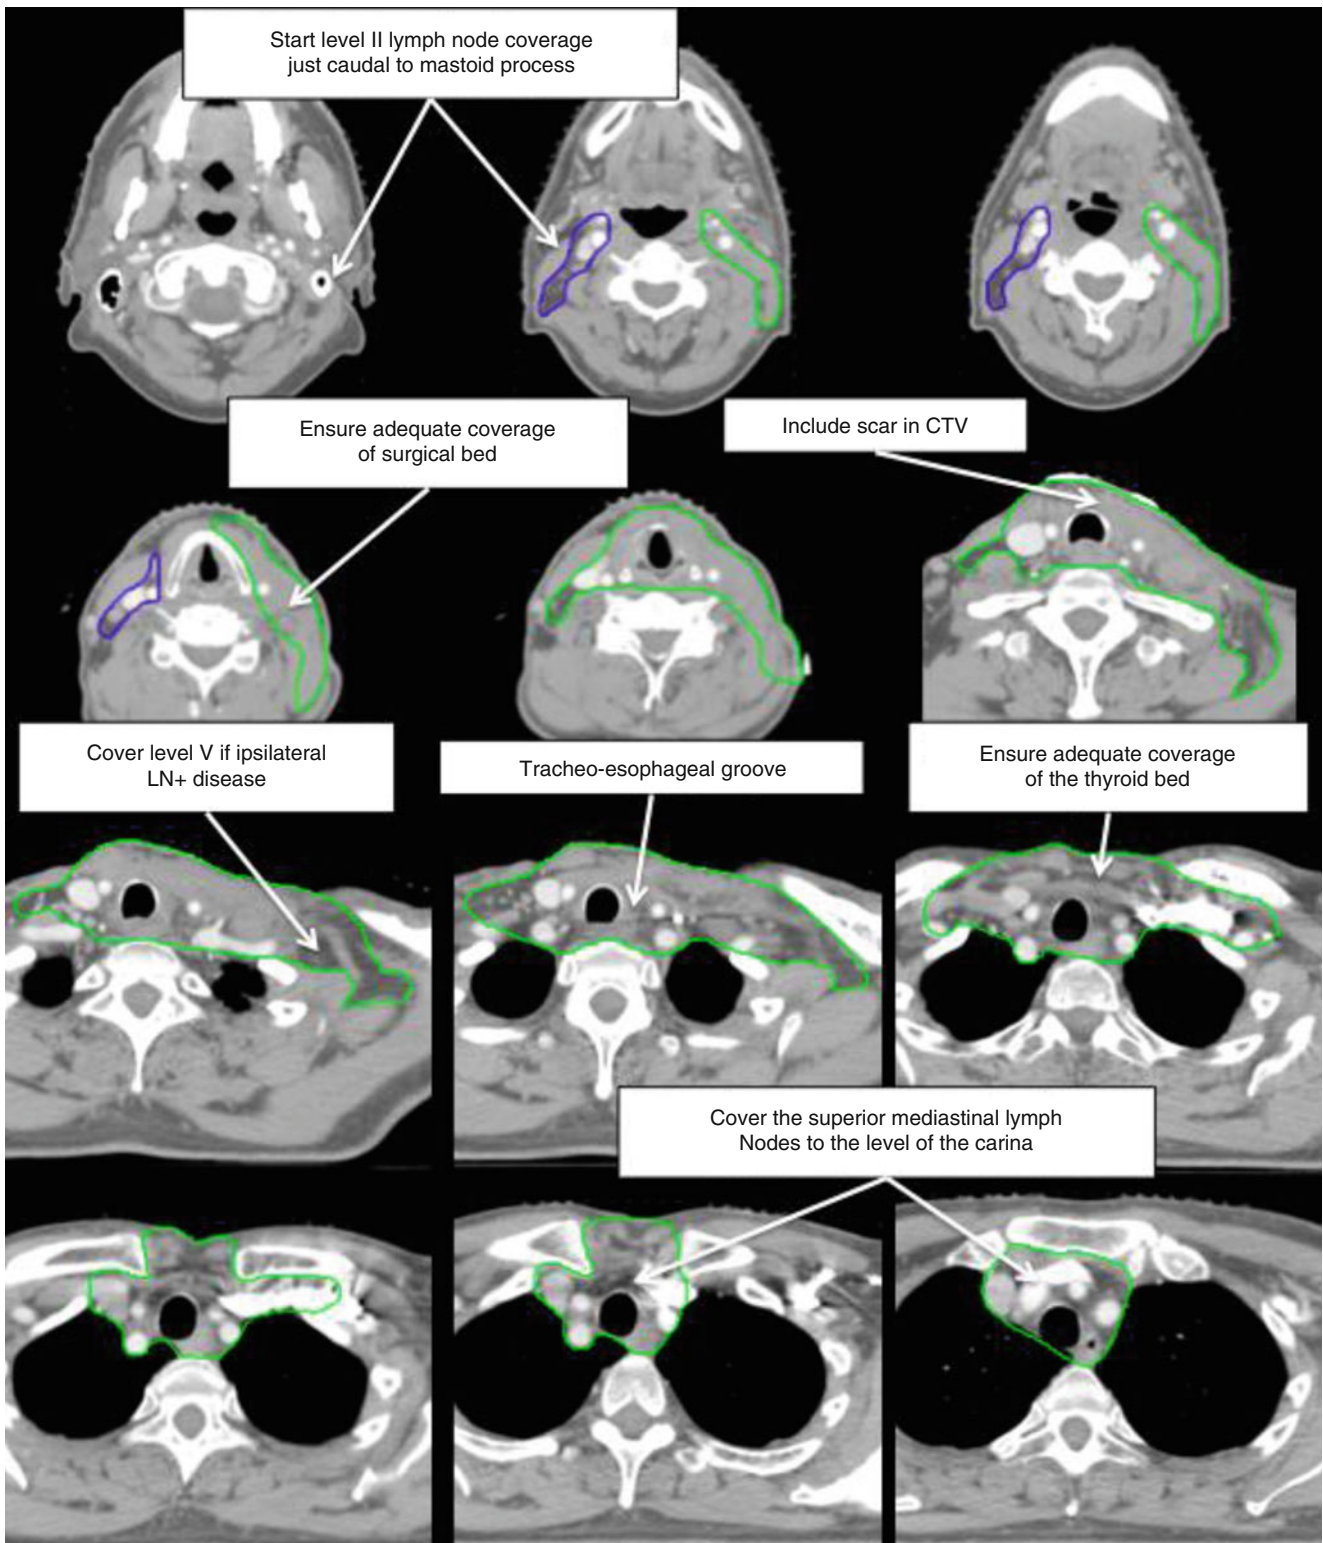 Start level II lymph node coverage
just caudal to mastoid process
Ensure adequate coverage
of surgical bed
Include scar in CTV
Cover level V if ipsilateral
LN+ disease
Tracheo-esophageal groove
Ensure adequate coverage
of the thyroid bed
Cover the superior mediastinal lymph
Nodes to the level of the carina